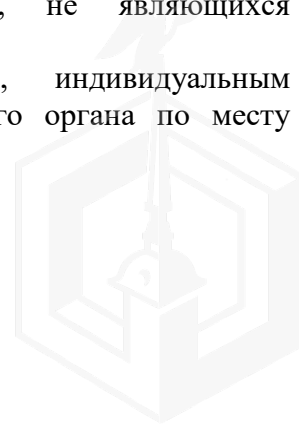 , не являющихся
, индивидуальным
го органа по месту